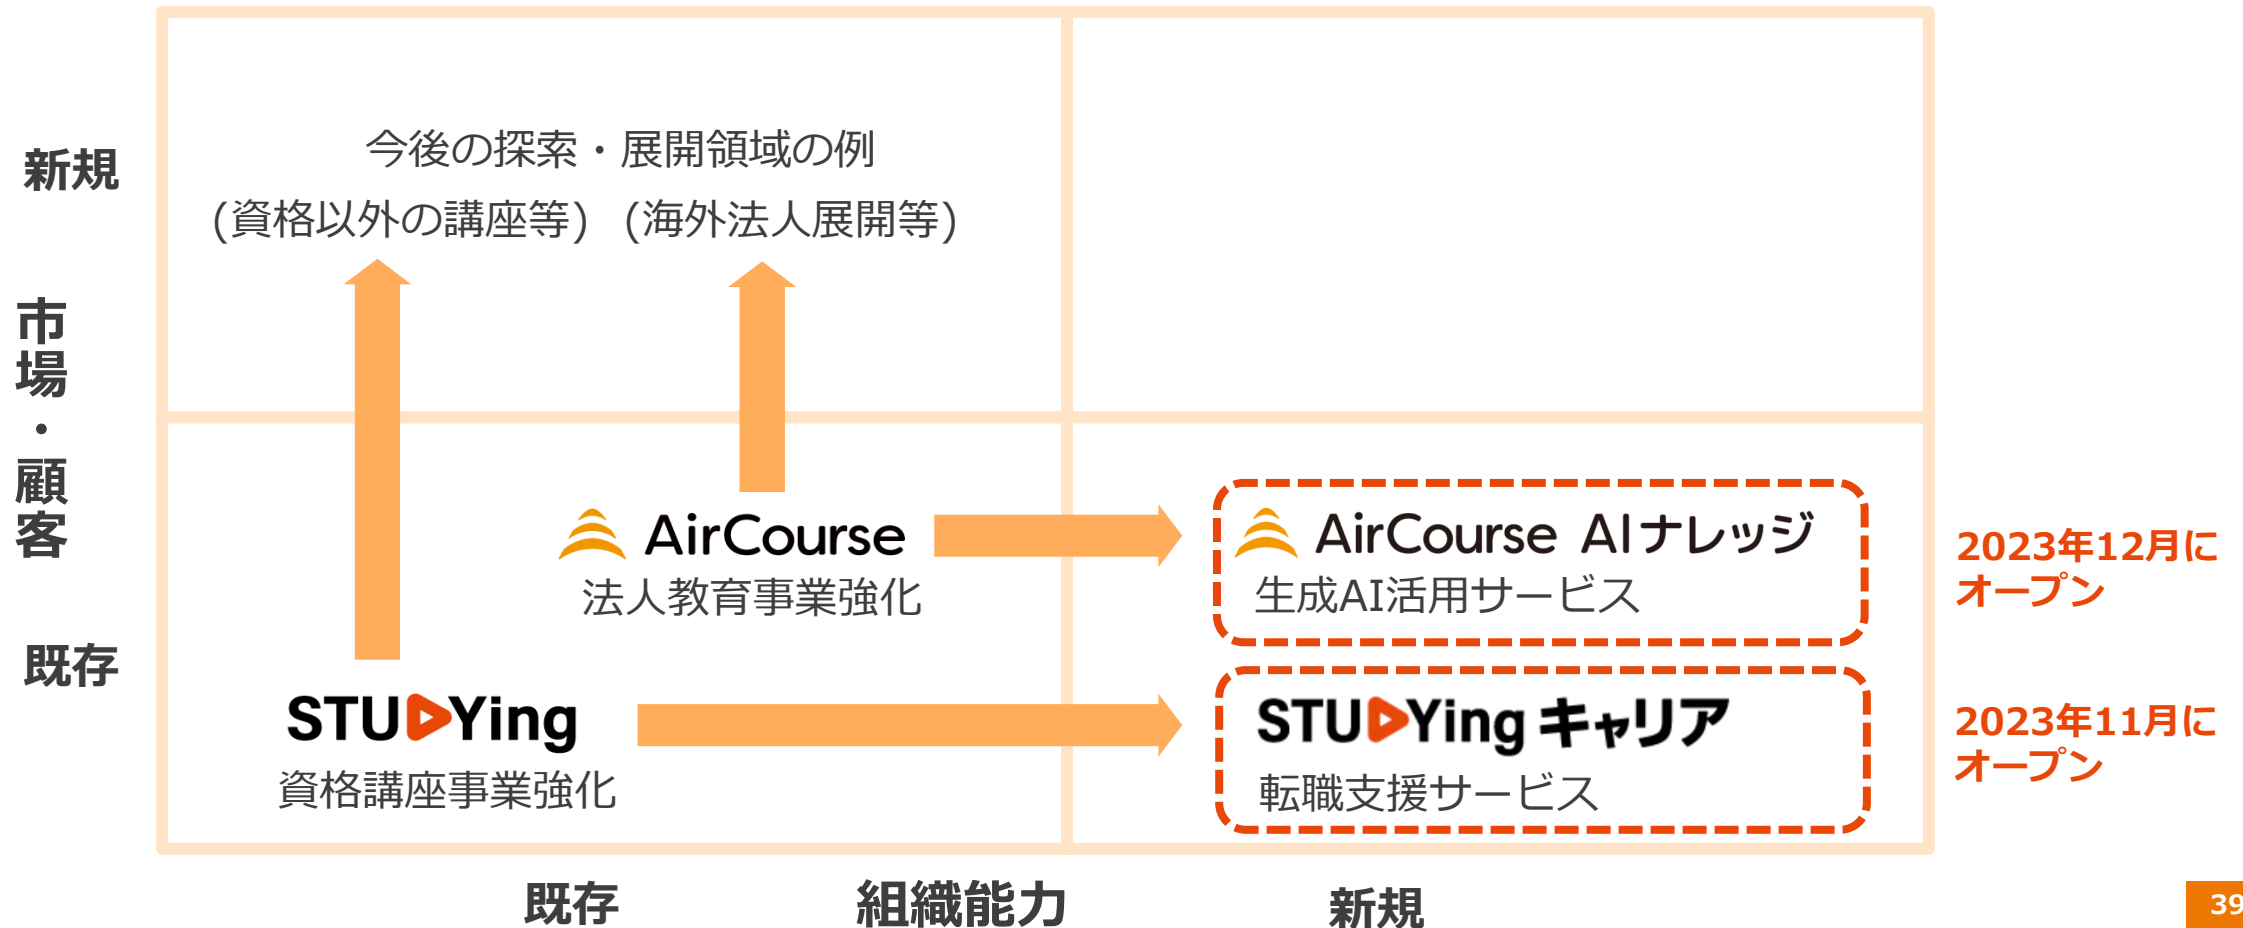 新規
今後の探索・展開領域の例
(資格以外の講座等) (海外法人展開等)
市場・顧客
既存
AirCourse
法人教育事業強化
AirCourse AIナレッジ
生成AI活用サービス
2023年12月に
オープン
STUDYing
資格講座事業強化
STUDYing キャリア
転職支援サービス
2023年11月に
オープン
既存
組織能力
新規
39